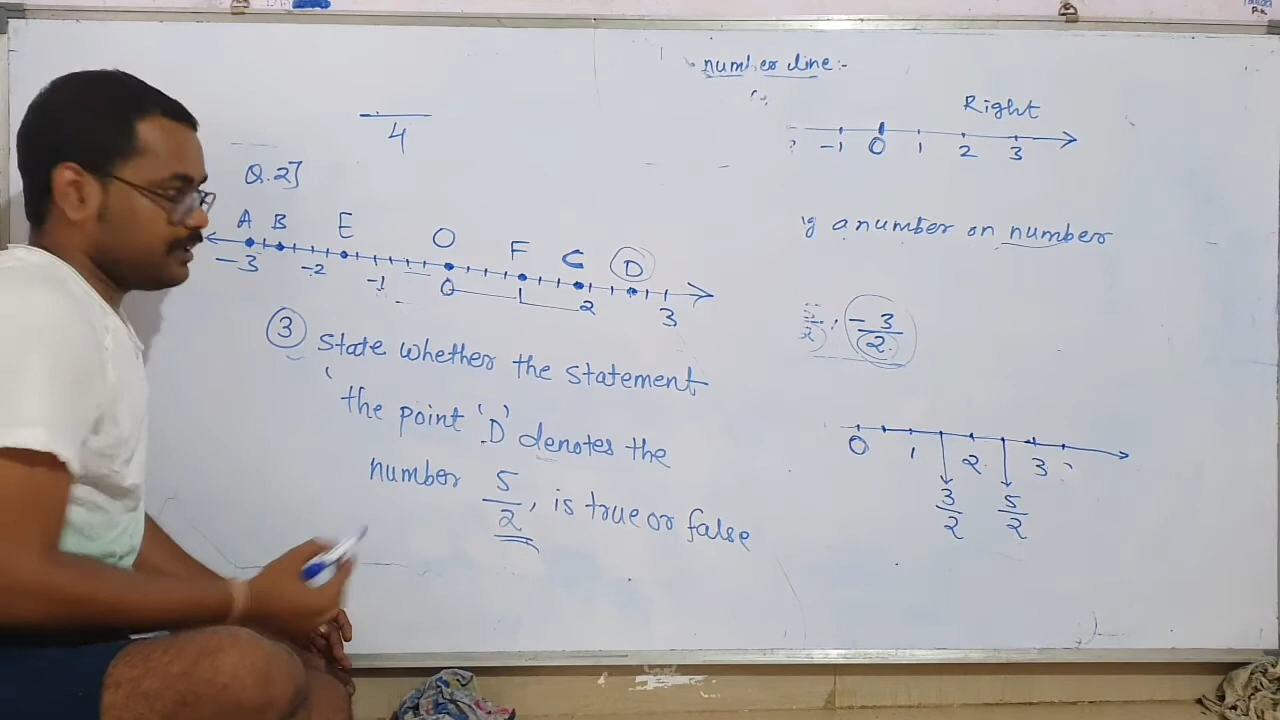 number line:-
Right
-1 0 1 2 3
4
Q.2]
A B E O F C D
-3 -2 -1 0 1 2 3
a number on number
-3/2
③ State whether the statement
'the point 'D' denotes the
number 5/2, is true or false
0 1 2 3
3/2 5/2